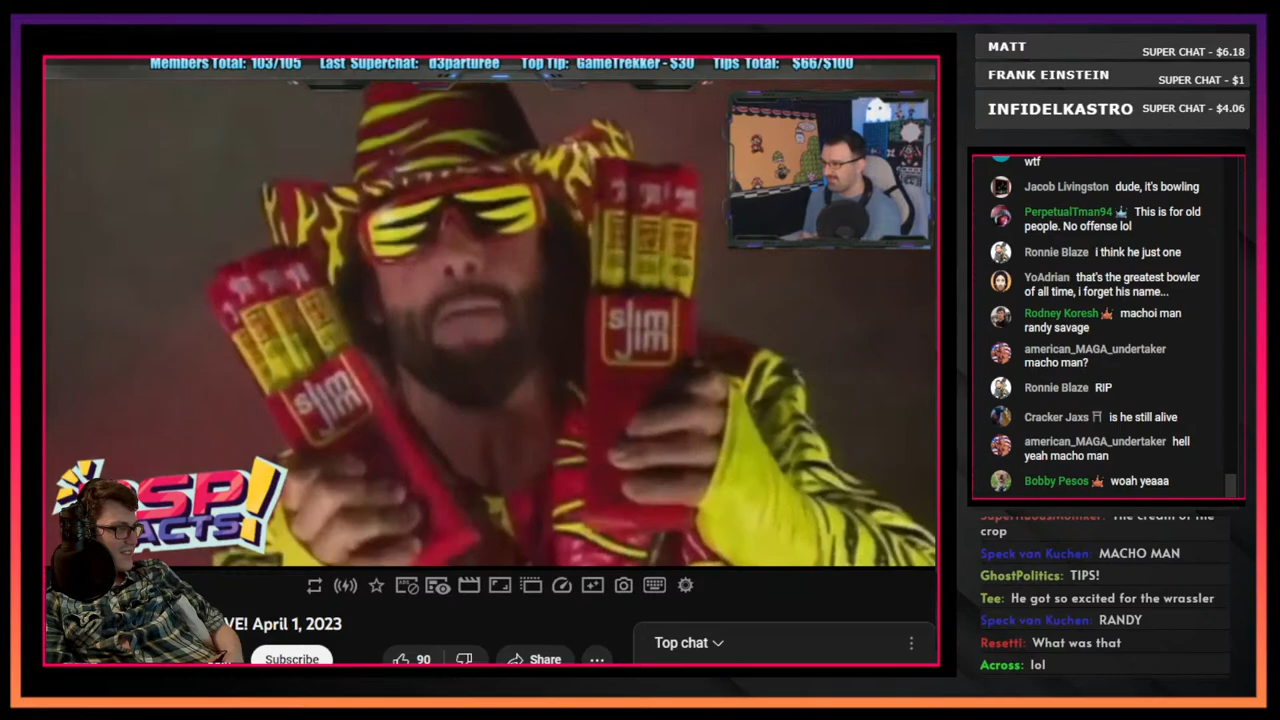 Members Total: 103/105 Last Superchat: d3parturee Top Tip: GameTrekker - $30 Tips Total: $66/$100
slim
jim
slim
jim
SP!
ACTS!
VE! April 1, 2023
Subscribe
90
Share
Top chat
MATT SUPER CHAT - $6.18
FRANK EINSTEIN SUPER CHAT - $1
INFIDELKASTRO SUPER CHAT - $4.06
wtf
Jacob Livingston dude, it's bowling
PerpetualTman94 This is for old
people. No offense lol
Ronnie Blaze i think he just one
YoAdrian that's the greatest bowler
of all time, i forget his name...
Rodney Koresh machoi man
randy savage
american_MAGA_undertaker
macho man?
Ronnie Blaze RIP
Cracker Jaxs is he still alive
american_MAGA_undertaker hell
yeah macho man
Bobby Pesos woah yeaaa
The cream of the
crop
Speck van Kuchen: MACHO MAN
GhostPolitics: TIPS!
Tee: He got so excited for the wrassler
Speck van Kuchen: RANDY
Resetti: What was that
Across: lol